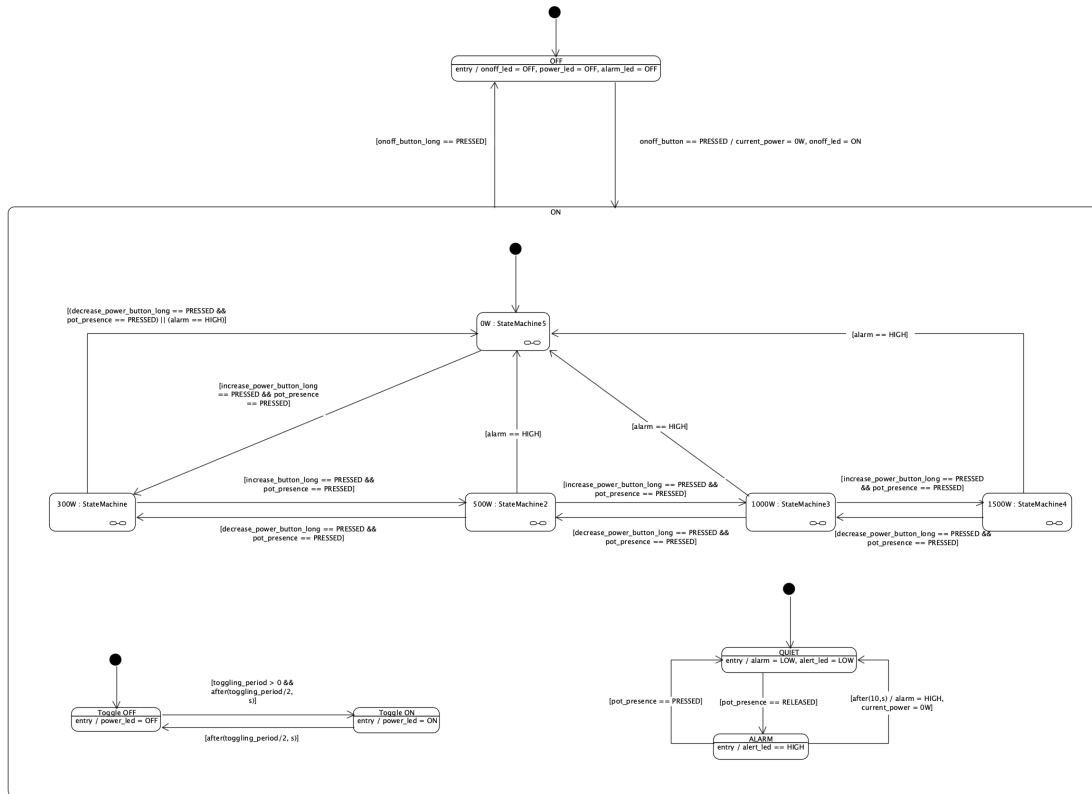 OFF
entry / onoff_led = OFF, power_led = OFF, alarm_led = OFF
[onoff_button_long == PRESSED]
onoff_button == PRESSED / current_power = 0W, onoff_led = ON
ON
[(decrease_power_button_long == PRESSED &&
pot_presence == PRESSED) || (alarm == HIGH)]
0W : StateMachine5
[alarm == HIGH]
[increase_power_button_long
== PRESSED && pot_presence
== PRESSED]
[alarm == HIGH]
[alarm == HIGH]
300W : StateMachine
[increase_power_button_long == PRESSED &&
pot_presence == PRESSED]
[decrease_power_button_long == PRESSED &&
pot_presence == PRESSED]
500W : StateMachine2
[increase_power_button_long == PRESSED &&
pot_presence == PRESSED]
[decrease_power_button_long == PRESSED &&
pot_presence == PRESSED]
1000W : StateMachine3
[increase_power_button_long == PRESSED
&& pot_presence == PRESSED]
[decrease_power_button_long == PRESSED &&
pot_presence == PRESSED]
1500W : StateMachine4
Toggle OFF
entry / power_led = OFF
[toggling_period > 0 &&
after(toggling_period/2,
s)]
[after(toggling_period/2, s)]
Toggle ON
entry / power_led = ON
QUIET
entry / alarm = LOW, alert_led = LOW
[pot_presence == PRESSED]
[pot_presence == RELEASED]
[after(10,s) / alarm = HIGH,
current_power = 0W]
ALARM
entry / alert_led == HIGH